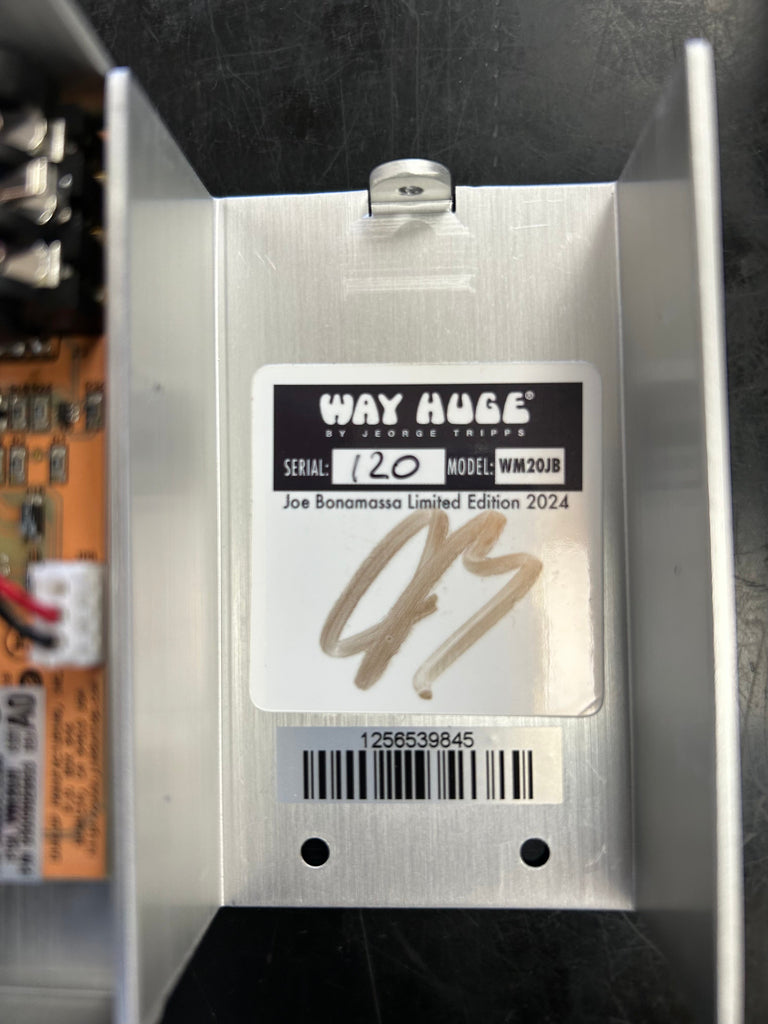 WAY HUGE®
BY JEORGE TRIPPS
SERIAL: 120 MODEL: WM20JB
Joe Bonamassa Limited Edition 2024
1256539845